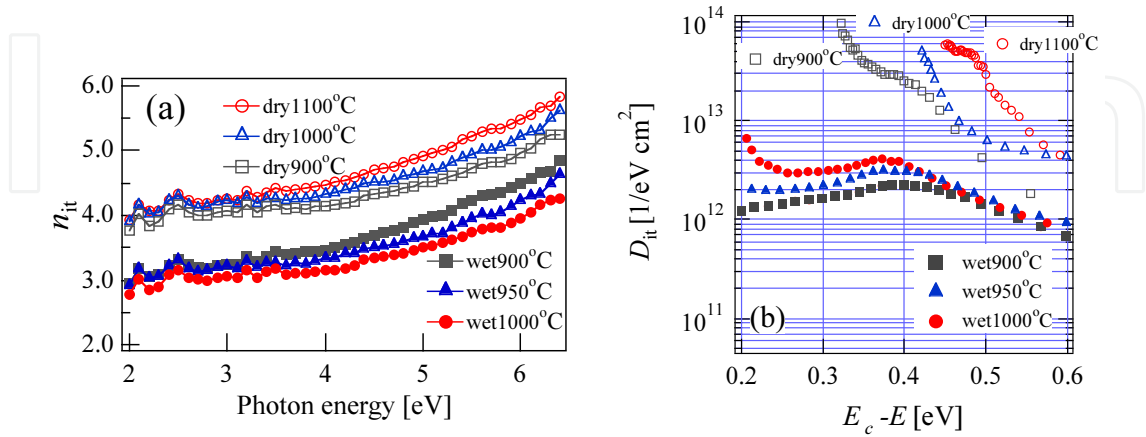 (a)
dry1100°C
dry1000°C
dry900°C
wet900°C
wet950°C
wet1000°C
6.0
5.0
4.0
3.0
2.0
n_it
2 3 4 5 6
Photon energy [eV]
10^14
10^13
10^12
10^11
D_it [1/eV cm^2]
dry1000°C
dry900°C
dry1100°C
wet900°C
wet950°C
wet1000°C
(b)
0.2 0.3 0.4 0.5 0.6
E_c -E [eV]